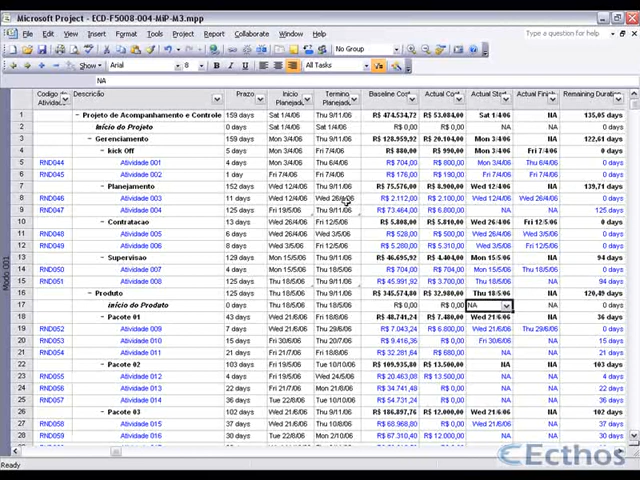 Microsoft Project - ECD-F5008-004-MiP-M3.mpp
File Edit View Insert Format Tools Project Report Collaborate Window Help Type a question for help
No Group
Show Arial 8 B I U All Tasks
NA
Codigo da Atividade Descricão Prazo Inicio Planejado Termino Planejado Baseline Cost Actual Cost Actual Start Actual Finish Remaining Duration
1 − Projeto de Acompanhamento e Controle 159 days Sat 1/4/06 Thu 9/11/06 R$ 474.534,72 R$ 53.084,00 Sat 1/4/06 NA 135,05 days
2 Início do Projeto 0 days Sat 1/4/06 Sat 1/4/06 R$ 0,00 R$ 0,00 NA NA 0 days
3 − Gerenciamento 159 days Mon 3/4/06 Thu 9/11/06 R$ 128.959,92 R$ 20.104,00 Mon 3/4/06 NA 122,61 days
4 − kick Off 5 days Mon 3/4/06 Fri 7/4/06 R$ 880,00 R$ 990,00 Mon 3/4/06 Fri 7/4/06 0 days
5 RND044 Atividade 001 4 days Mon 3/4/06 Thu 6/4/06 R$ 704,00 R$ 800,00 Mon 3/4/06 Thu 6/4/06 0 days
6 RND045 Atividade 002 1 day Fri 7/4/06 Fri 7/4/06 R$ 176,00 R$ 190,00 Fri 7/4/06 Fri 7/4/06 0 days
7 − Planejamento 152 days Wed 12/4/06 Thu 9/11/06 R$ 75.576,00 R$ 8.900,00 Wed 12/4/06 NA 139,71 days
8 RND046 Atividade 003 11 days Wed 12/4/06 Wed 26/4/06 R$ 2.112,00 R$ 2.100,00 Wed 12/4/06 Wed 26/4/06 0 days
9 RND047 Atividade 004 125 days Fri 19/5/06 Thu 9/11/06 R$ 73.464,00 R$ 6.800,00 NA NA 125 days
10 − Contratacao 10 days Wed 26/4/06 Fri 12/5/06 R$ 5.808,00 R$ 5.810,00 Wed 26/4/06 Fri 12/5/06 0 days
11 RND048 Atividade 005 6 days Wed 26/4/06 Wed 3/5/06 R$ 528,00 R$ 500,00 Wed 26/4/06 Wed 3/5/06 0 days
12 RND049 Atividade 006 8 days Wed 3/5/06 Fri 12/5/06 R$ 5.280,00 R$ 5.310,00 Wed 3/5/06 Fri 12/5/06 0 days
13 − Supervisao 129 days Mon 15/5/06 Thu 9/11/06 R$ 46.695,92 R$ 4.404,00 Mon 15/5/06 NA 94 days
14 RND050 Atividade 007 4 days Mon 15/5/06 Thu 18/5/06 R$ 704,00 R$ 704,00 Mon 15/5/06 Thu 18/5/06 0 days
15 RND051 Atividade 008 125 days Thu 18/5/06 Thu 9/11/06 R$ 45.991,92 R$ 3.700,00 Thu 18/5/06 NA 94 days
16 − Produto 125 days Thu 18/5/06 Thu 9/11/06 R$ 345.574,80 R$ 32.980,00 Thu 18/5/06 NA 120,49 days
17 início do Produto 0 days Thu 18/5/06 Thu 18/5/06 R$ 0,00 R$ 0,00 NA NA 0 days
18 − Pacote 01 43 days Wed 21/6/06 Fri 18/8/06 R$ 48.741,24 R$ 7.480,00 Wed 21/6/06 NA 36 days
19 RND052 Atividade 009 7 days Wed 21/6/06 Thu 29/6/06 R$ 7.043,24 R$ 6.800,00 Wed 21/6/06 Thu 29/6/06 0 days
20 RND053 Atividade 010 15 days Fri 30/6/06 Thu 20/7/06 R$ 9.416,36 R$ 0,00 Fri 30/6/06 NA 15 days
21 RND054 Atividade 011 21 days Fri 21/7/06 Fri 18/8/06 R$ 32.281,64 R$ 680,00 NA NA 21 days
22 − Pacote 02 103 days Wed 21/6/06 Tue 10/10/06 R$ 109.935,80 R$ 13.500,00 NA NA 103 days
23 RND055 Atividade 012 4 days Fri 19/5/06 Wed 24/5/06 R$ 20.463,08 R$ 13.500,00 NA NA 4 days
24 RND056 Atividade 013 22 days Fri 21/7/06 Mon 21/8/06 R$ 34.741,48 R$ 0,00 NA NA 22 days
25 RND057 Atividade 014 36 days Tue 22/8/06 Tue 10/10/06 R$ 54.731,24 R$ 0,00 NA NA 36 days
26 − Pacote 03 102 days Wed 21/6/06 Thu 9/11/06 R$ 186.897,76 R$ 12.000,00 Wed 21/6/06 NA 102 days
27 RND058 Atividade 015 37 days Wed 21/6/06 Thu 10/8/06 R$ 68.968,80 R$ 0,00 Wed 21/6/06 NA 37 days
28 RND059 Atividade 016 30 days Tue 22/8/06 Mon 2/10/06 R$ 67.310,40 R$ 12.000,00 NA NA 30 days
Modo 001
Ready
Ecthos